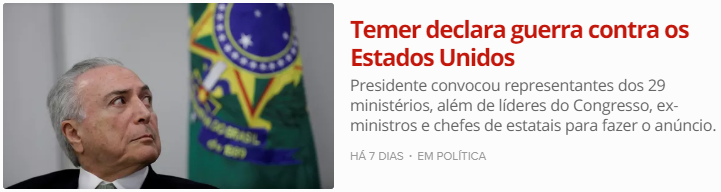 Temer declara guerra contra os
Estados Unidos
Presidente convocou representantes dos 29
ministérios, além de líderes do Congresso, ex-
ministros e chefes de estatais para fazer o anúncio.
HÁ 7 DIAS · EM POLÍTICA